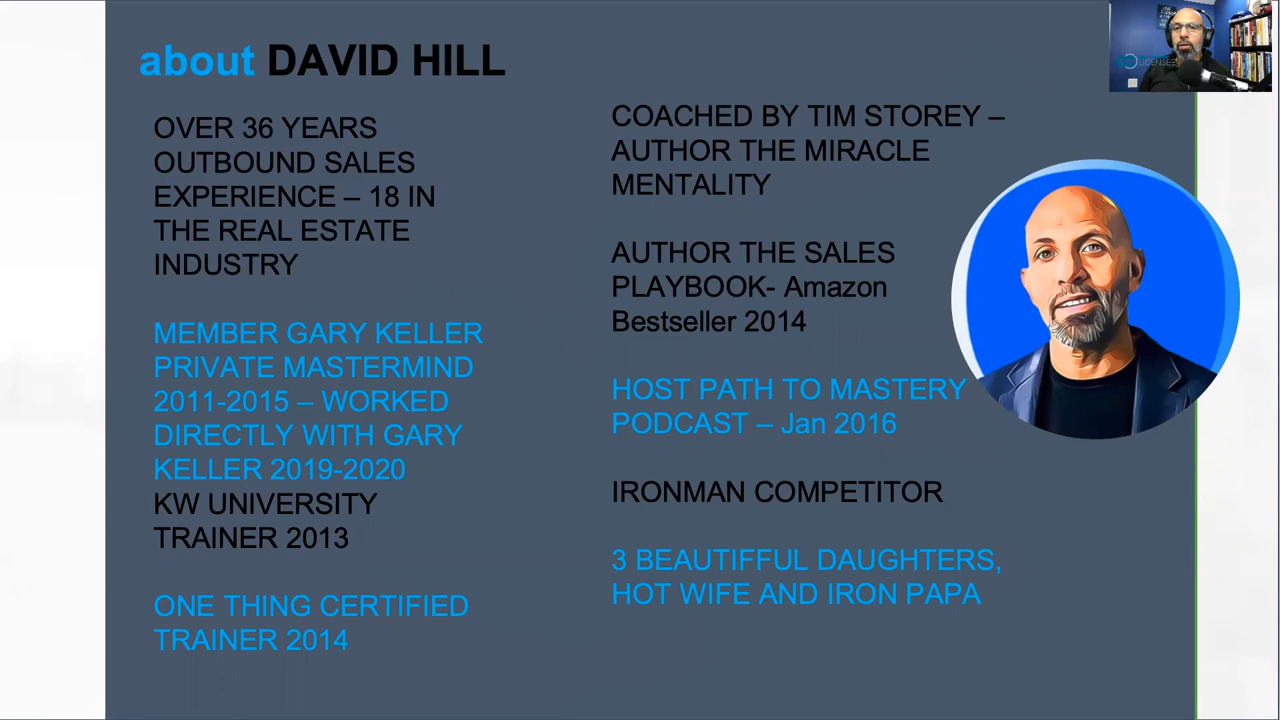 about DAVID HILL
OVER 36 YEARS
OUTBOUND SALES
EXPERIENCE – 18 IN
THE REAL ESTATE
INDUSTRY
MEMBER GARY KELLER
PRIVATE MASTERMIND
2011-2015 – WORKED
DIRECTLY WITH GARY
KELLER 2019-2020
KW UNIVERSITY
TRAINER 2013
ONE THING CERTIFIED
TRAINER 2014
COACHED BY TIM STOREY –
AUTHOR THE MIRACLE
MENTALITY
AUTHOR THE SALES
PLAYBOOK- Amazon
Bestseller 2014
HOST PATH TO MASTERY
PODCAST – Jan 2016
IRONMAN COMPETITOR
3 BEAUTIFFUL DAUGHTERS,
HOT WIFE AND IRON PAPA